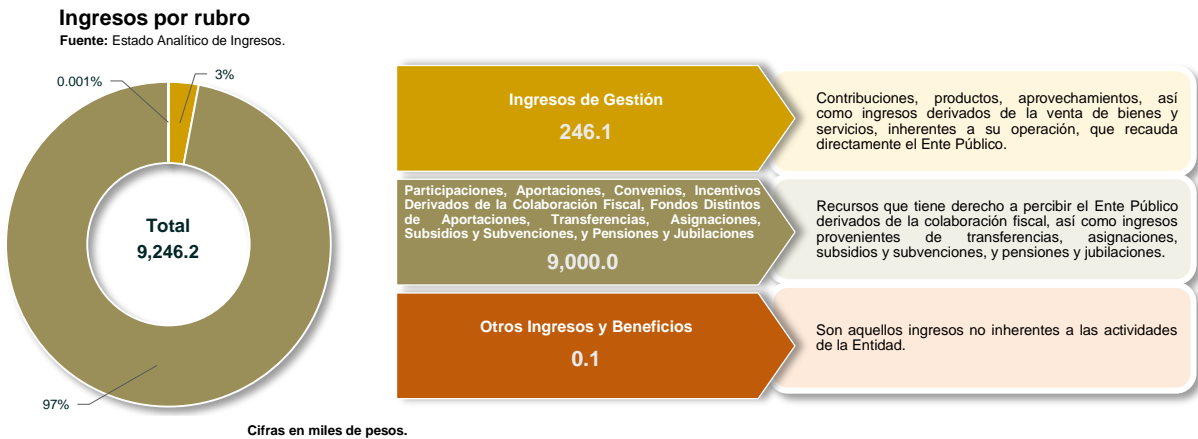 Ingresos por rubro
Fuente: Estado Analítico de Ingresos.
0.001%
3%
Total
9,246.2
97%
Ingresos de Gestión
246.1
Contribuciones, productos, aprovechamientos, así
como ingresos derivados de la venta de bienes y
servicios, inherentes a su operación, que recauda
directamente el Ente Público.
Participaciones, Aportaciones, Convenios, Incentivos
Derivados de la Colaboración Fiscal, Fondos Distintos
de Aportaciones, Transferencias, Asignaciones,
Subsidios y Subvenciones, y Pensiones y Jubilaciones
9,000.0
Recursos que tiene derecho a percibir el Ente Público
derivados de la colaboración fiscal, así como ingresos
provenientes de transferencias, asignaciones,
subsidios y subvenciones, y pensiones y jubilaciones.
Otros Ingresos y Beneficios
0.1
Son aquellos ingresos no inherentes a las actividades
de la Entidad.
Cifras en miles de pesos.